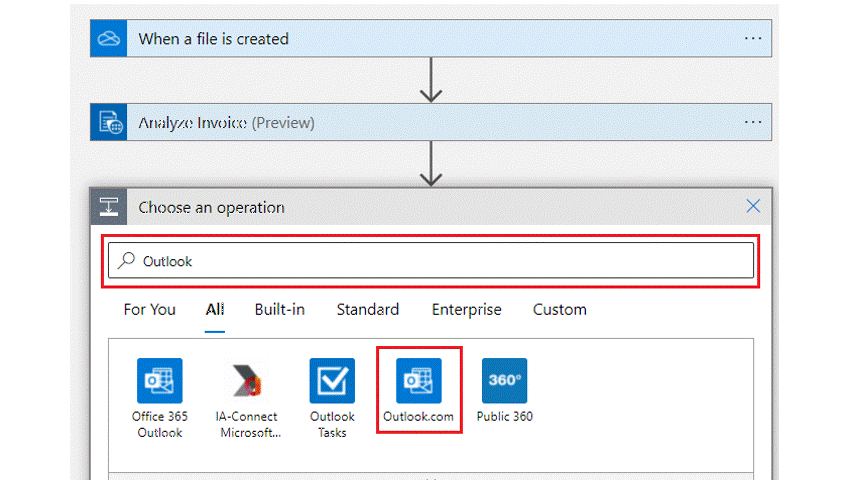 When a file is created
...
Analyze Invoice (Preview)
...
Choose an operation
Outlook
For You All Built-in Standard Enterprise Custom
360°
Office 365 Outlook
IA-Connect Microsoft...
Outlook Tasks
Outlook.com
Public 360